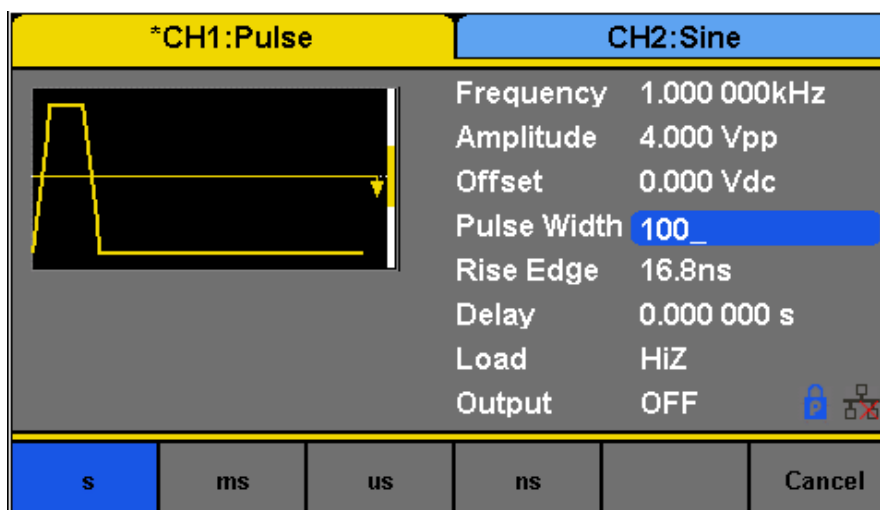 *CH1:Pulse
CH2:Sine
Frequency 1.000 000kHz
Amplitude 4.000 Vpp
Offset 0.000 Vdc
Pulse Width 100_
Rise Edge 16.8ns
Delay 0.000 000 s
Load HiZ
Output OFF
P
s ms us ns Cancel